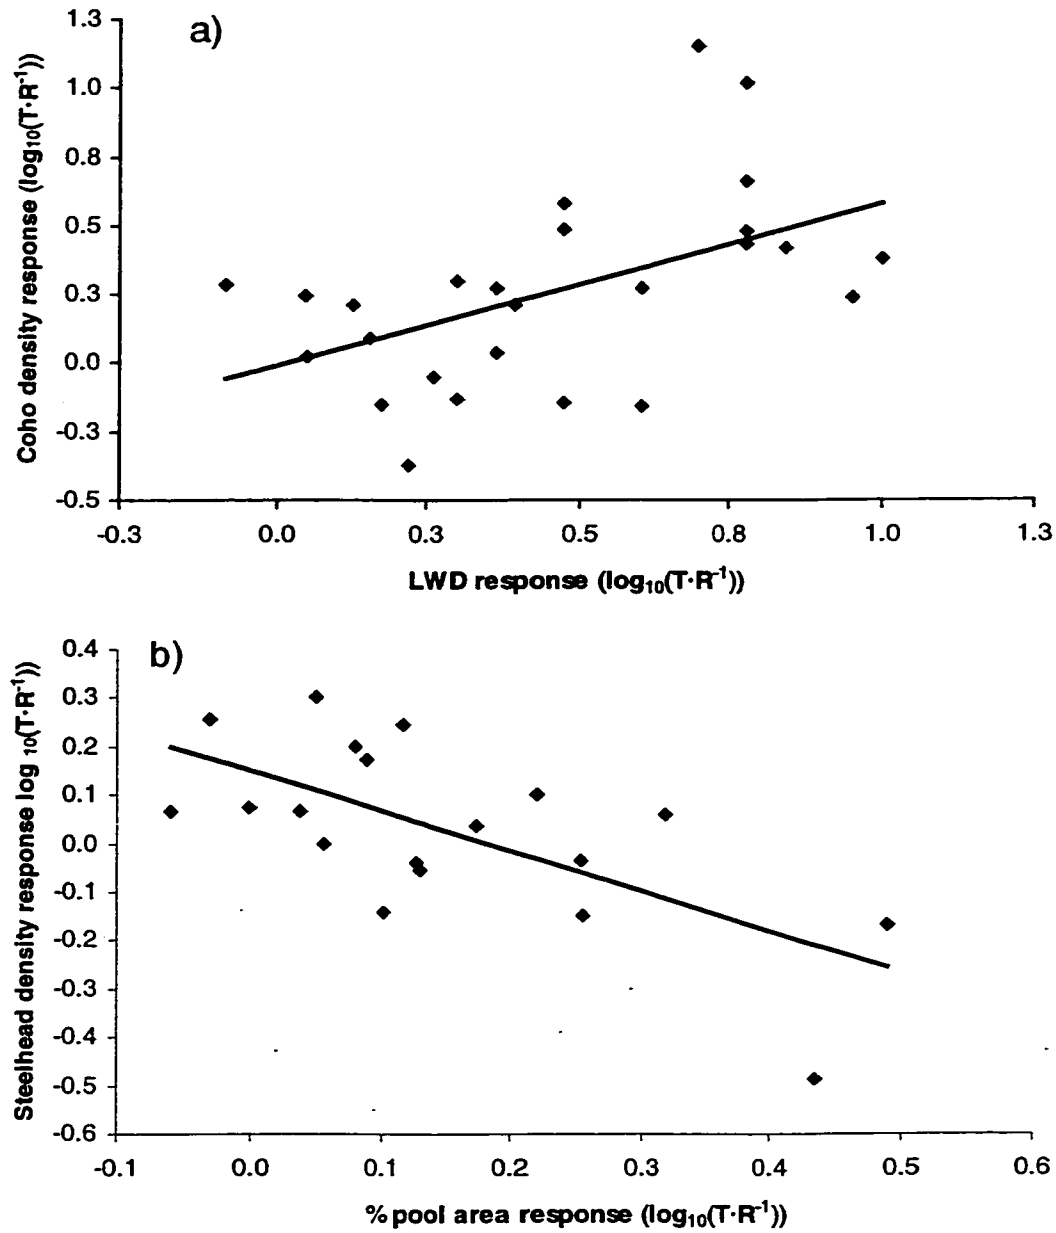 a)
Coho density response (log10(T·R-1))
1.3
1.0
0.8
0.5
0.3
0.0
-0.3
-0.5
-0.3 0.0 0.3 0.5 0.8 1.0 1.3
LWD response (log10(T·R-1))
b)
Steelhead density response log 10(T·R-1))
0.4
0.3
0.2
0.1
0.0
-0.1
-0.2
-0.3
-0.4
-0.5
-0.6
-0.1 0.0 0.1 0.2 0.3 0.4 0.5 0.6
% pool area response (log10(T·R-1))